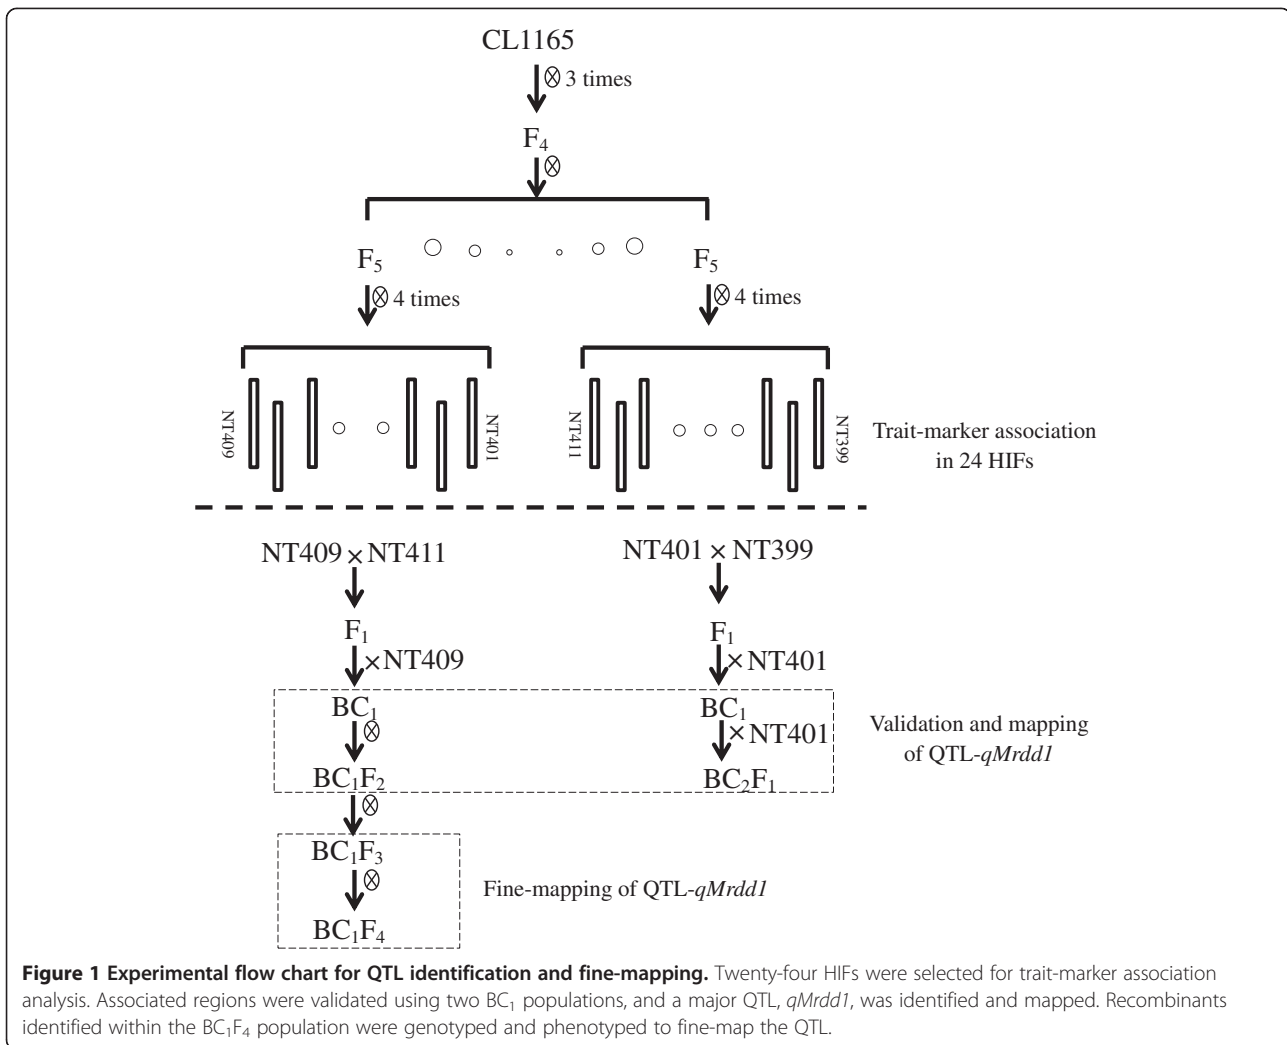 CL1165
⊗ 3 times
F₄
⊗
F₅ F₅
⊗ 4 times ⊗ 4 times
NT409 NT401 NT411 NT399
Trait-marker association
in 24 HIFs
NT409 × NT411 NT401 × NT399
F₁ F₁
×NT409 ×NT401
BC₁ BC₁
⊗ ×NT401
Validation and mapping
of QTL-qMrdd1
BC₁F₂ BC₂F₁
⊗
BC₁F₃
⊗
Fine-mapping of QTL-qMrdd1
BC₁F₄
Figure 1 Experimental flow chart for QTL identification and fine-mapping. Twenty-four HIFs were selected for trait-marker association
analysis. Associated regions were validated using two BC₁ populations, and a major QTL, qMrdd1, was identified and mapped. Recombinants
identified within the BC₁F₄ population were genotyped and phenotyped to fine-map the QTL.